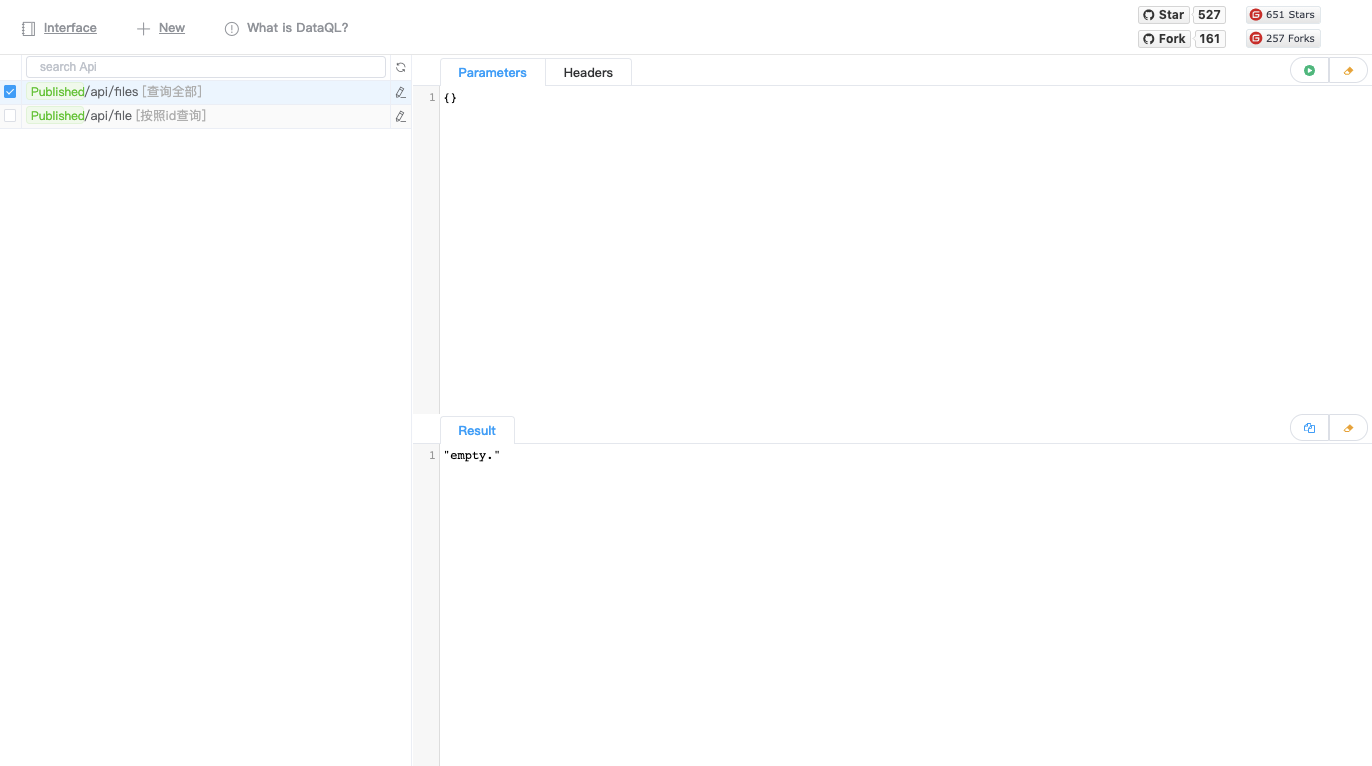 Interface New What is DataQL?
Star 527 651 Stars
Fork 161 257 Forks
search Api
Published/api/files [查询全部]
Published/api/file [按照id查询]
Parameters Headers
1 {}
Result
1 "empty."